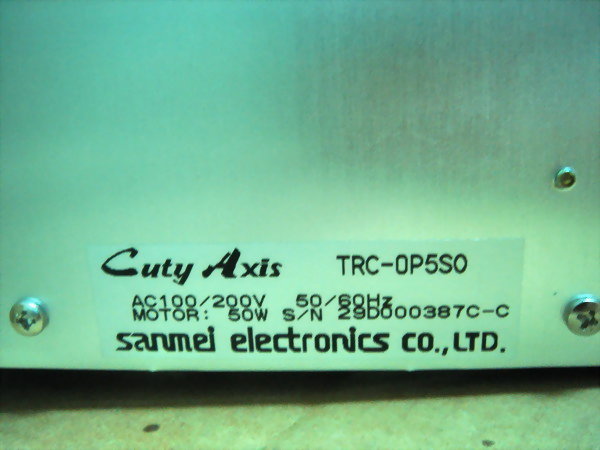 Cuty Axis TRC-0P5S0
AC100/200V 50/60Hz
MOTOR: 50W S/N 29D000387C-C
sanmei electronics CO.,LTD.